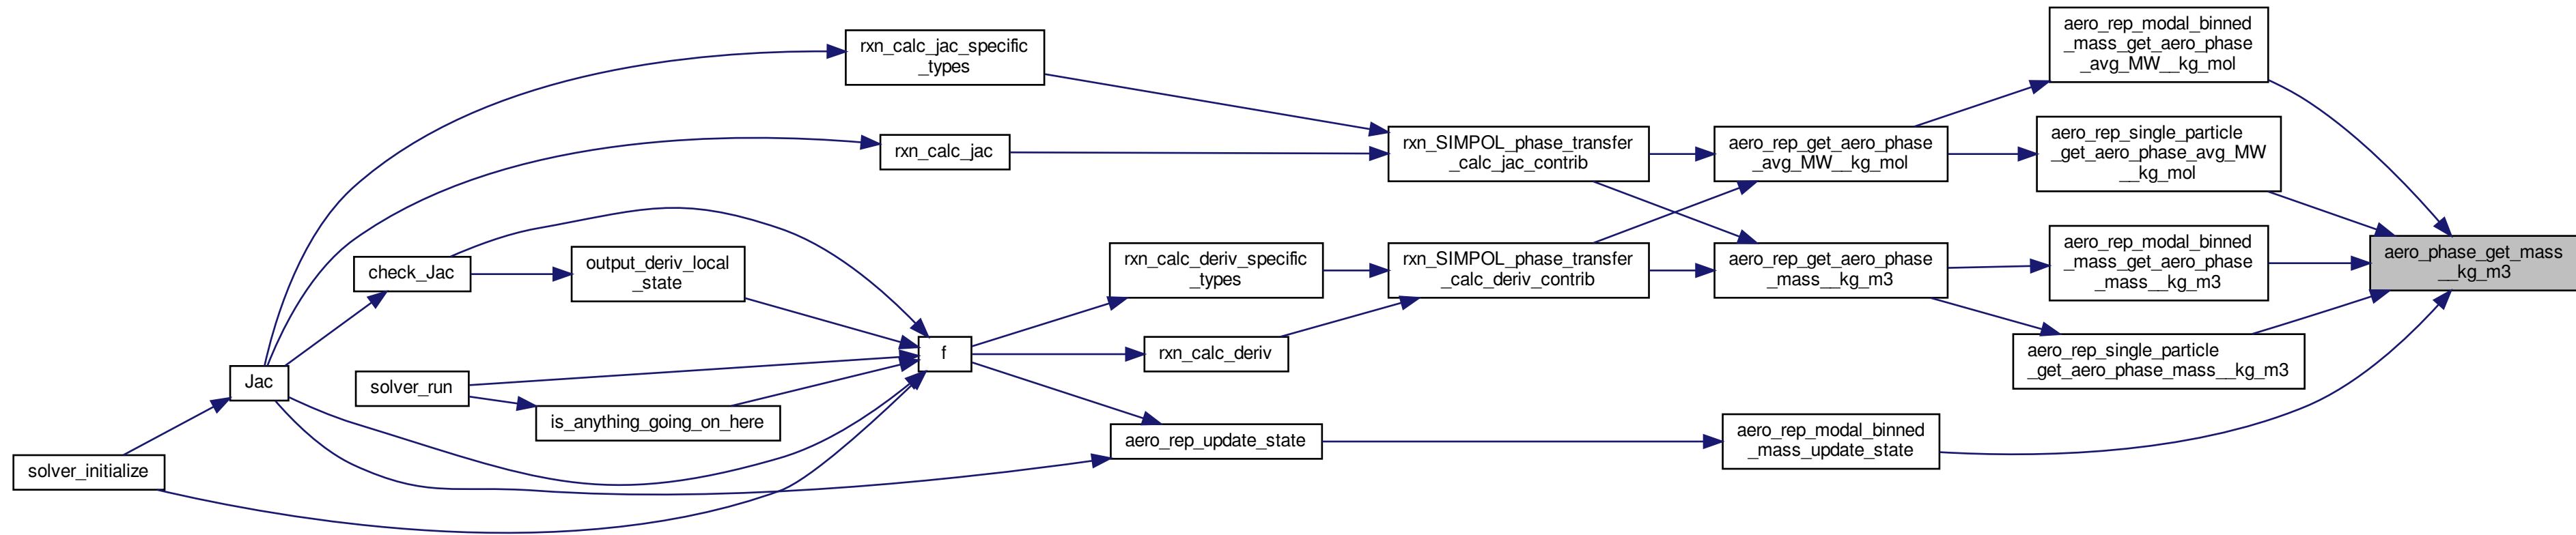 aero_rep_modal_binned
_mass_get_aero_phase
_avg_MW__kg_mol
rxn_calc_jac_specific
_types
aero_rep_single_particle
_get_aero_phase_avg_MW
__kg_mol
rxn_calc_jac
rxn_SIMPOL_phase_transfer
_calc_jac_contrib
aero_rep_get_aero_phase
_avg_MW__kg_mol
check_Jac
output_deriv_local
_state
rxn_calc_deriv_specific
_types
rxn_SIMPOL_phase_transfer
_calc_deriv_contrib
aero_rep_get_aero_phase
_mass__kg_m3
aero_rep_modal_binned
_mass_get_aero_phase
_mass__kg_m3
aero_phase_get_mass
__kg_m3
Jac
solver_run
f
rxn_calc_deriv
aero_rep_single_particle
_get_aero_phase_mass__kg_m3
is_anything_going_on_here
aero_rep_update_state
aero_rep_modal_binned
_mass_update_state
solver_initialize